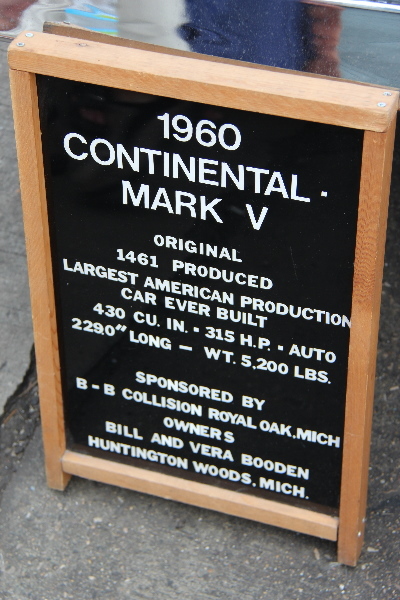 1960
CONTINENTAL •
MARK V
ORIGINAL
1461 PRODUCED
LARGEST AMERICAN PRODUCTION
CAR EVER BUILT
430 CU. IN. • 315 H.P. • AUTO
2290" LONG — WT. 5,200 LBS.
SPONSORED BY
B-B COLLISION ROYAL OAK, MICH
OWNERS
BILL AND VERA BOODEN
HUNTINGTON WOODS, MICH.